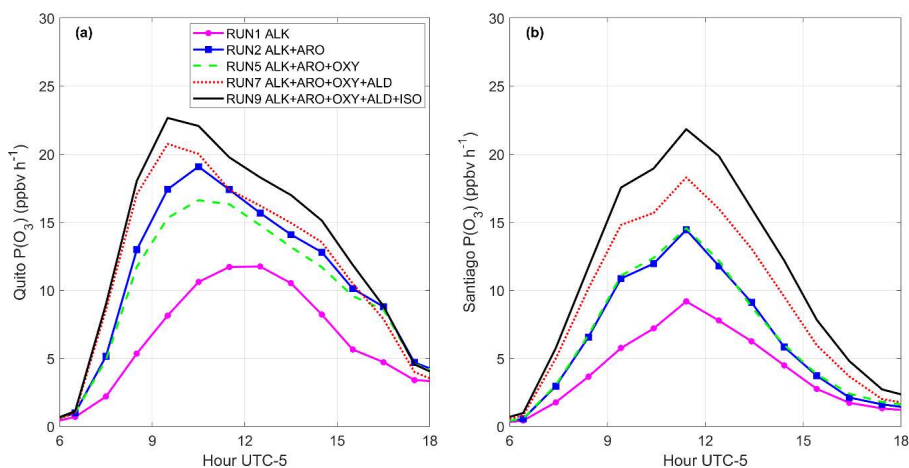 (a)
RUN1 ALK
RUN2 ALK+ARO
RUN5 ALK+ARO+OXY
RUN7 ALK+ARO+OXY+ALD
RUN9 ALK+ARO+OXY+ALD+ISO
Quito P(O3) (ppbv h-1)
30
25
20
15
10
5
0
6
9
12
15
18
Hour UTC-5
(b)
Santiago P(O3) (ppbv h-1)
30
25
20
15
10
5
0
6
9
12
15
18
Hour UTC-5